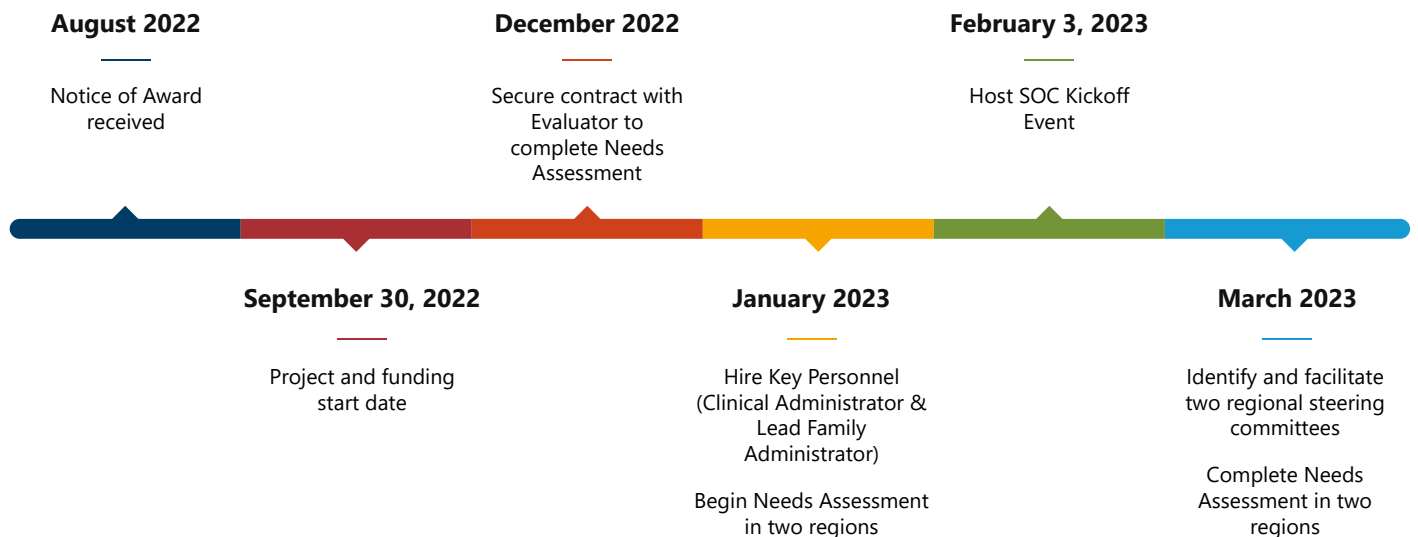 August 2022
Notice of Award
received
September 30, 2022
Project and funding
start date
December 2022
Secure contract with
Evaluator to
complete Needs
Assessment
January 2023
Hire Key Personnel
(Clinical Administrator &
Lead Family
Administrator)
Begin Needs Assessment
in two regions
February 3, 2023
Host SOC Kickoff
Event
March 2023
Identify and facilitate
two regional steering
committees
Complete Needs
Assessment in two
regions